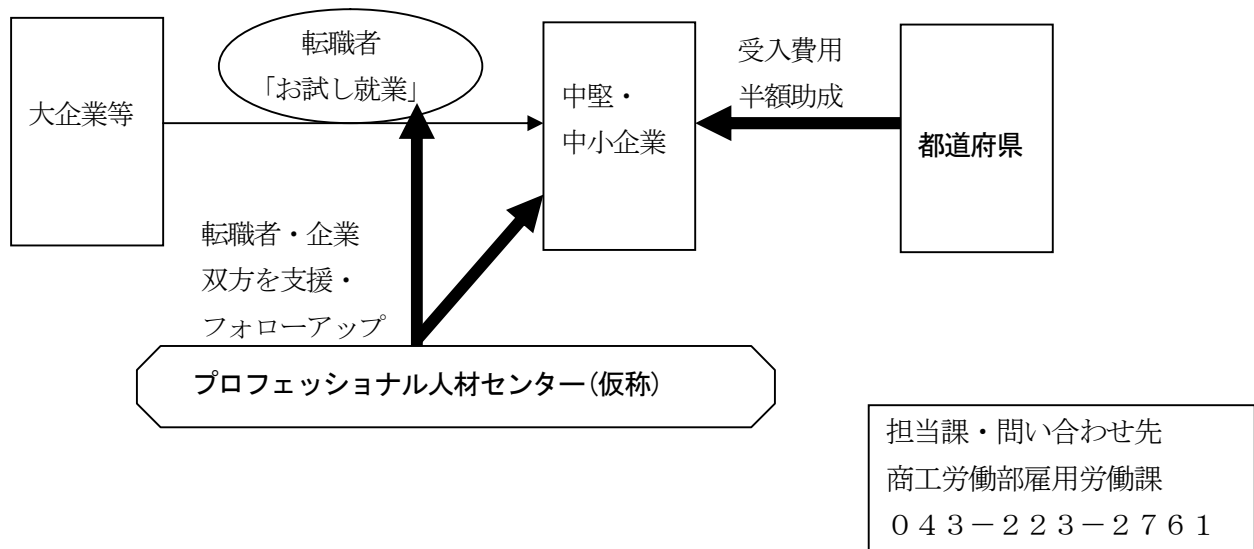 大企業等
転職者
「お試し就業」
中堅・
中小企業
受入費用
半額助成
都道府県
転職者・企業
双方を支援・
フォローアップ
プロフェッショナル人材センター(仮称)
担当課・問い合わせ先
商工労働部雇用労働課
043-223-2761